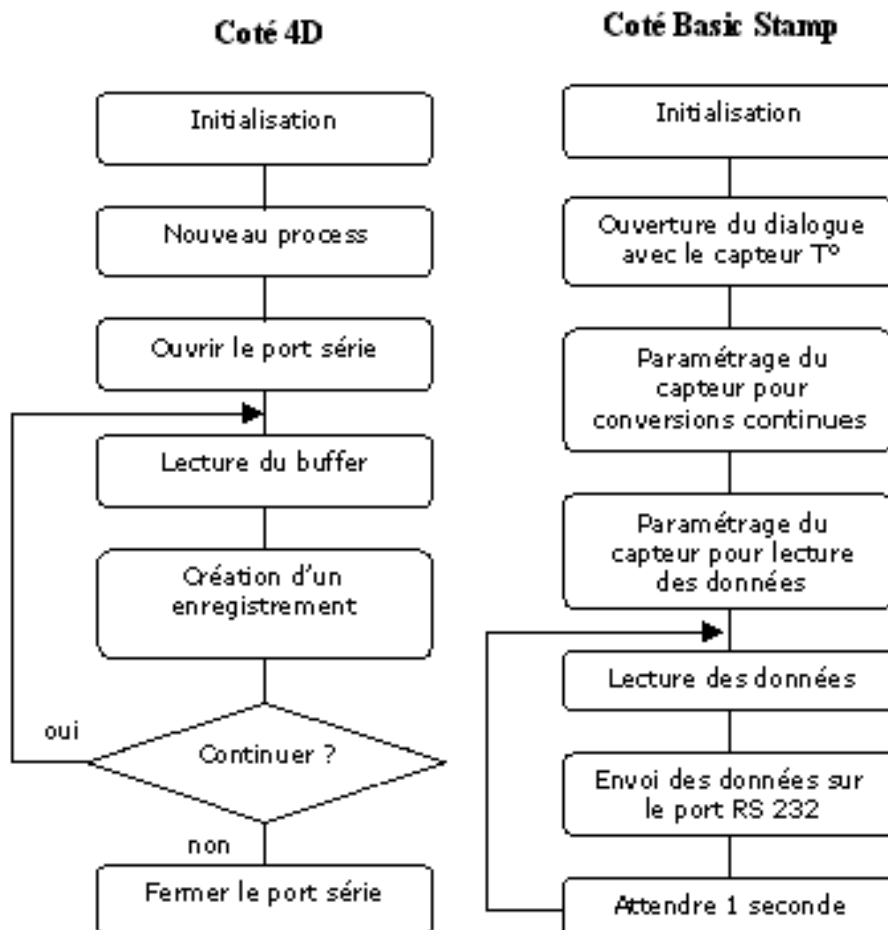 Coté 4D
Initialisation
Nouveau process
Ouvrir le port série
Lecture du buffer
Création d'un
enregistrement
oui
Continuer ?
non
Fermer le port série
Coté Basic Stamp
Initialisation
Ouverture du dialogue
avec le capteur T°
Paramétrage du
capteur pour
conversions continues
Paramétrage du
capteur pour lecture
des données
Lecture des données
Envoi des données sur
le port RS 232
Attendre 1 seconde